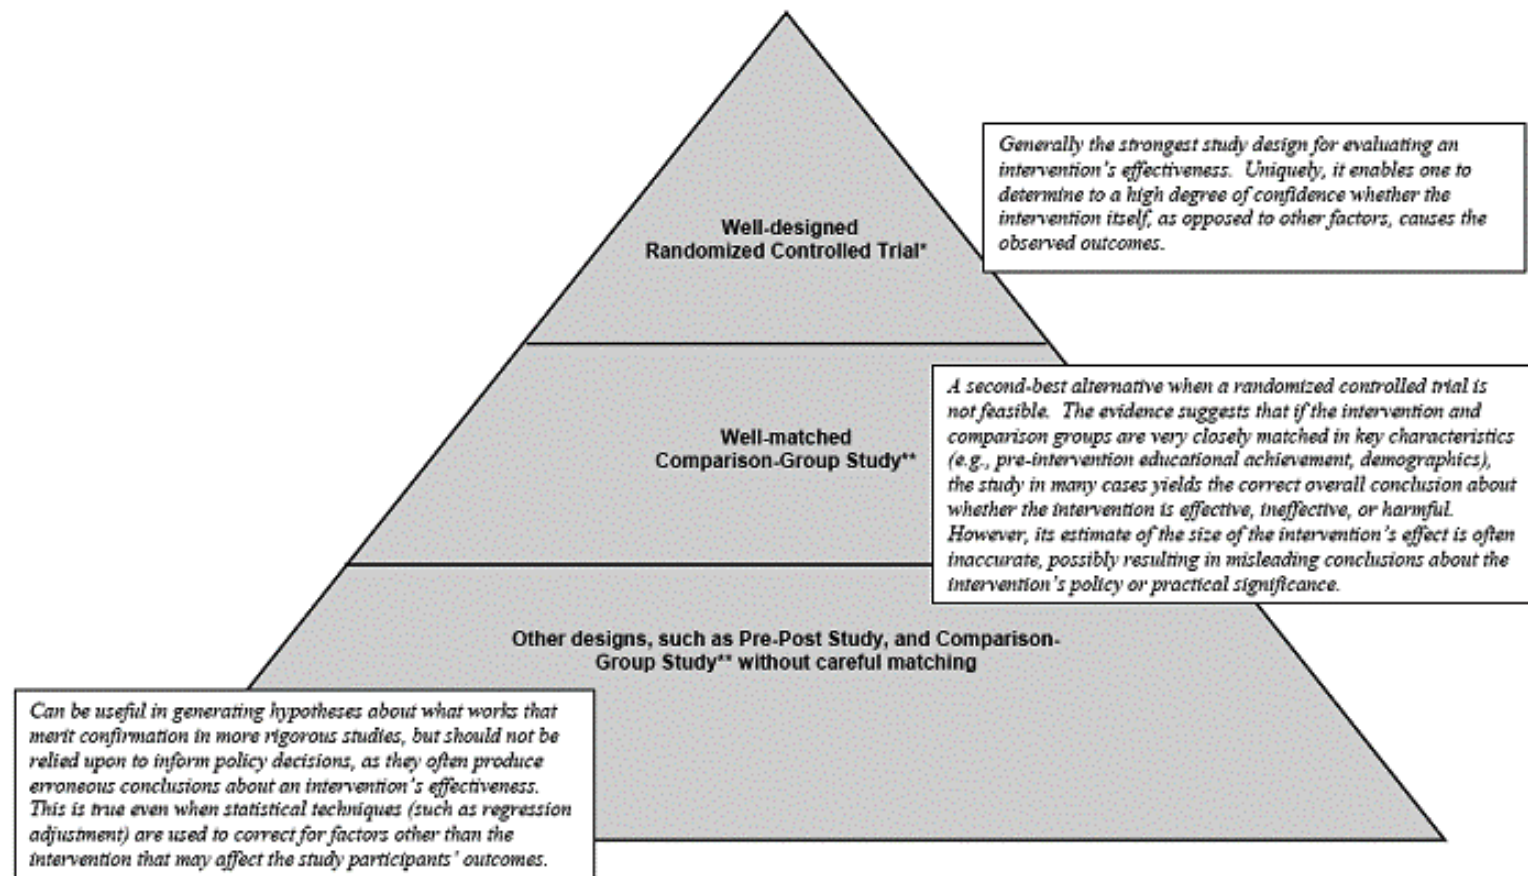 Generally the strongest study design for evaluating an
intervention's effectiveness.  Uniquely, it enables one to
determine to a high degree of confidence whether the
intervention itself, as opposed to other factors, causes the
observed outcomes.
Well-designed
Randomized Controlled Trial*
A second-best alternative when a randomized controlled trial is
not feasible.  The evidence suggests that if the intervention and
comparison groups are very closely matched in key characteristics
(e.g., pre-intervention educational achievement, demographics),
the study in many cases yields the correct overall conclusion about
whether the intervention is effective, ineffective, or harmful.
However, its estimate of the size of the intervention's effect is often
inaccurate, possibly resulting in misleading conclusions about the
intervention's policy or practical significance.
Well-matched
Comparison-Group Study**
Other designs, such as Pre-Post Study, and Comparison-
Group Study** without careful matching
Can be useful in generating hypotheses about what works that
merit confirmation in more rigorous studies, but should not be
relied upon to inform policy decisions, as they often produce
erroneous conclusions about an intervention's effectiveness.
This is true even when statistical techniques (such as regression
adjustment) are used to correct for factors other than the
intervention that may affect the study participants' outcomes.